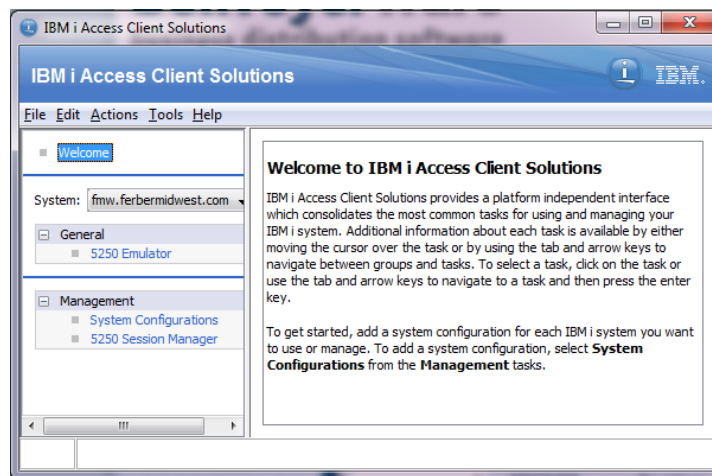 business distribution software
IBM i Access Client Solutions
IBM i Access Client Solutions
IBM.
File Edit Actions Tools Help
Welcome
System: fmw.ferbermidwest.com
General
5250 Emulator
Management
System Configurations
5250 Session Manager
Welcome to IBM i Access Client Solutions
IBM i Access Client Solutions provides a platform independent interface
which consolidates the most common tasks for using and managing your
IBM i system. Additional information about each task is available by either
moving the cursor over the task or by using the tab and arrow keys to
navigate between groups and tasks. To select a task, click on the task or
use the tab and arrow keys to navigate to a task and then press the enter
key.
To get started, add a system configuration for each IBM i system you want
to use or manage. To add a system configuration, select System
Configurations from the Management tasks.